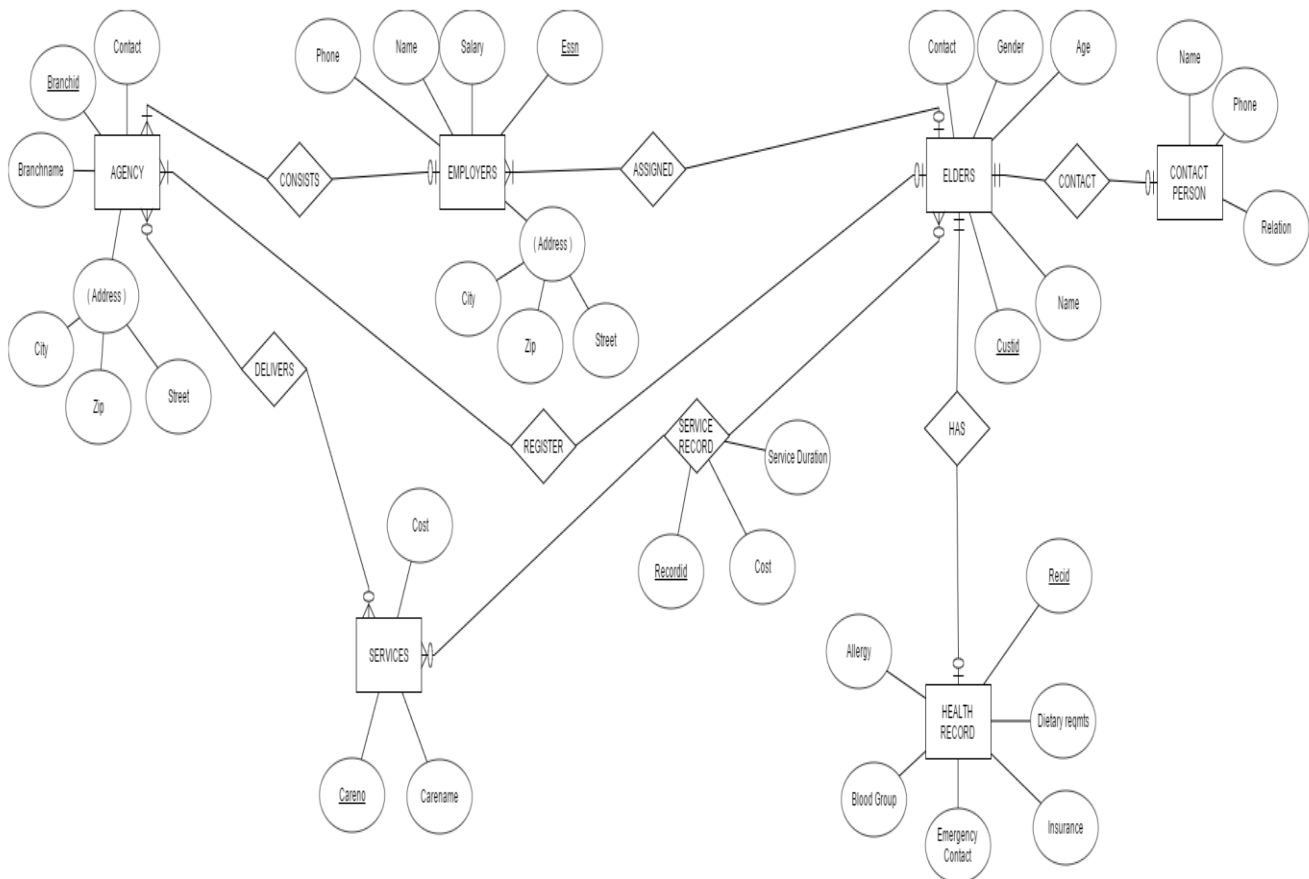 Contact
Branchid
Branchname
AGENCY
( Address )
City
Zip
Street
CONSISTS
Phone
Name
Salary
Essn
EMPLOYERS
( Address )
City
Zip
Street
ASSIGNED
Contact
Gender
Age
ELDERS
Name
Custid
CONTACT
Name
Phone
CONTACT
PERSON
Relation
DELIVERS
REGISTER
SERVICE
RECORD
Service Duration
Recordid
Cost
HAS
Cost
SERVICES
Careno
Carename
Recid
Allergy
HEALTH
RECORD
Dietary reqmts
Blood Group
Emergency
Contact
Insurance